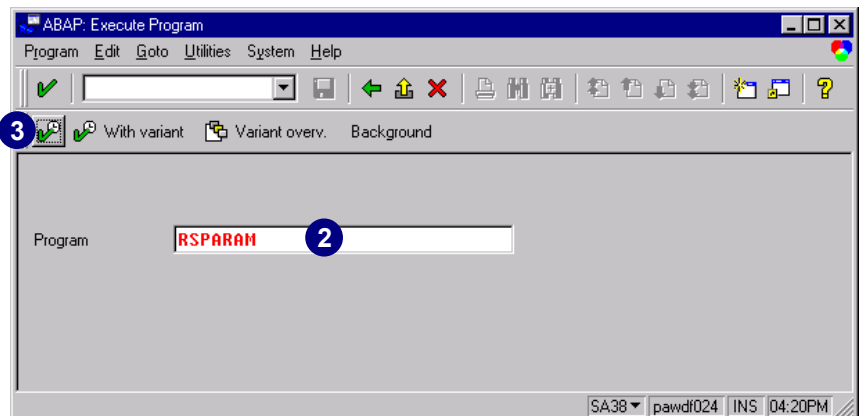 ABAP: Execute Program
Program Edit Goto Utilities System Help
3 With variant Variant overv. Background
Program RSPARAM 2
SA38 pawdf024 INS 04:20PM